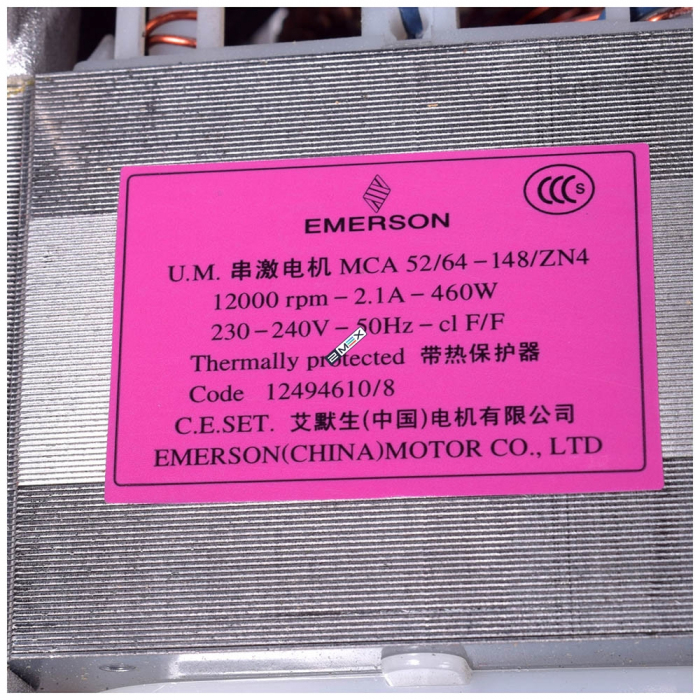 CCC S
EMERSON
U.M. 串激电机 MCA 52/64-148/ZN4
12000 rpm-2.1A-460W
230-240V-50Hz-cl F/F
EMEX
Thermally protected 带热保护器
Code 12494610/8
C.E.SET. 艾默生(中国)电机有限公司
EMERSON(CHINA)MOTOR CO., LTD